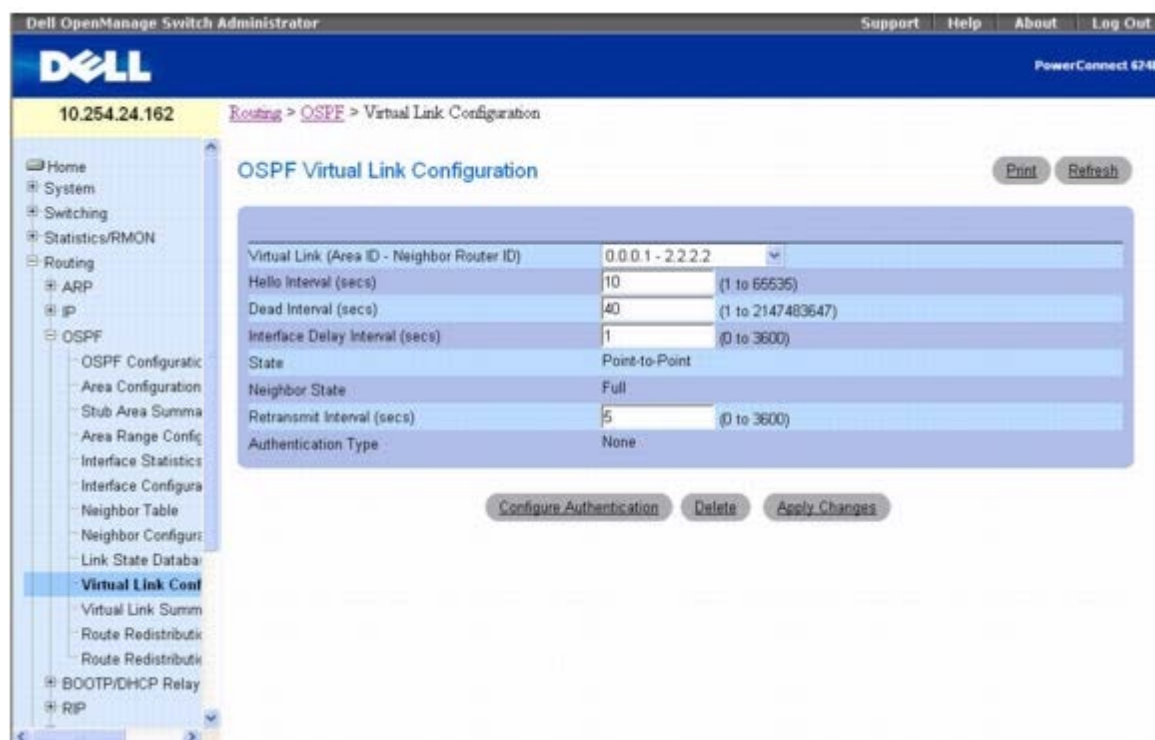 Dell OpenManage Switch Administrator
Support Help About Log Out
DELL
PowerConnect
10.254.24.162
Routing > OSPF > Virtual Link Configuration
Home
System
Switching
Statistics/RMON
Routing
ARP
IP
OSPF
OSPF Configuratic
Area Configuration
Stub Area Summa
Area Range Config
Interface Statistics
Interface Configura
Neighbor Table
Neighbor Configura
Link State Databa
Virtual Link Conf
Virtual Link Summ
Route Redistributic
Route Redistributic
BOOTP/DHCP Relay
RIP
OSPF Virtual Link Configuration
Print Refresh
Virtual Link (Area ID - Neighbor Router ID) 0.0.0.1 - 2.2.2.2
Hello Interval (secs) 10 (1 to 65535)
Dead Interval (secs) 40 (1 to 2147483647)
Interface Delay Interval (secs) 1 (0 to 3600)
State Point-to-Point
Neighbor State Full
Retransmit Interval (secs) 5 (0 to 3600)
Authentication Type None
Configure Authentication Delete Apply Changes